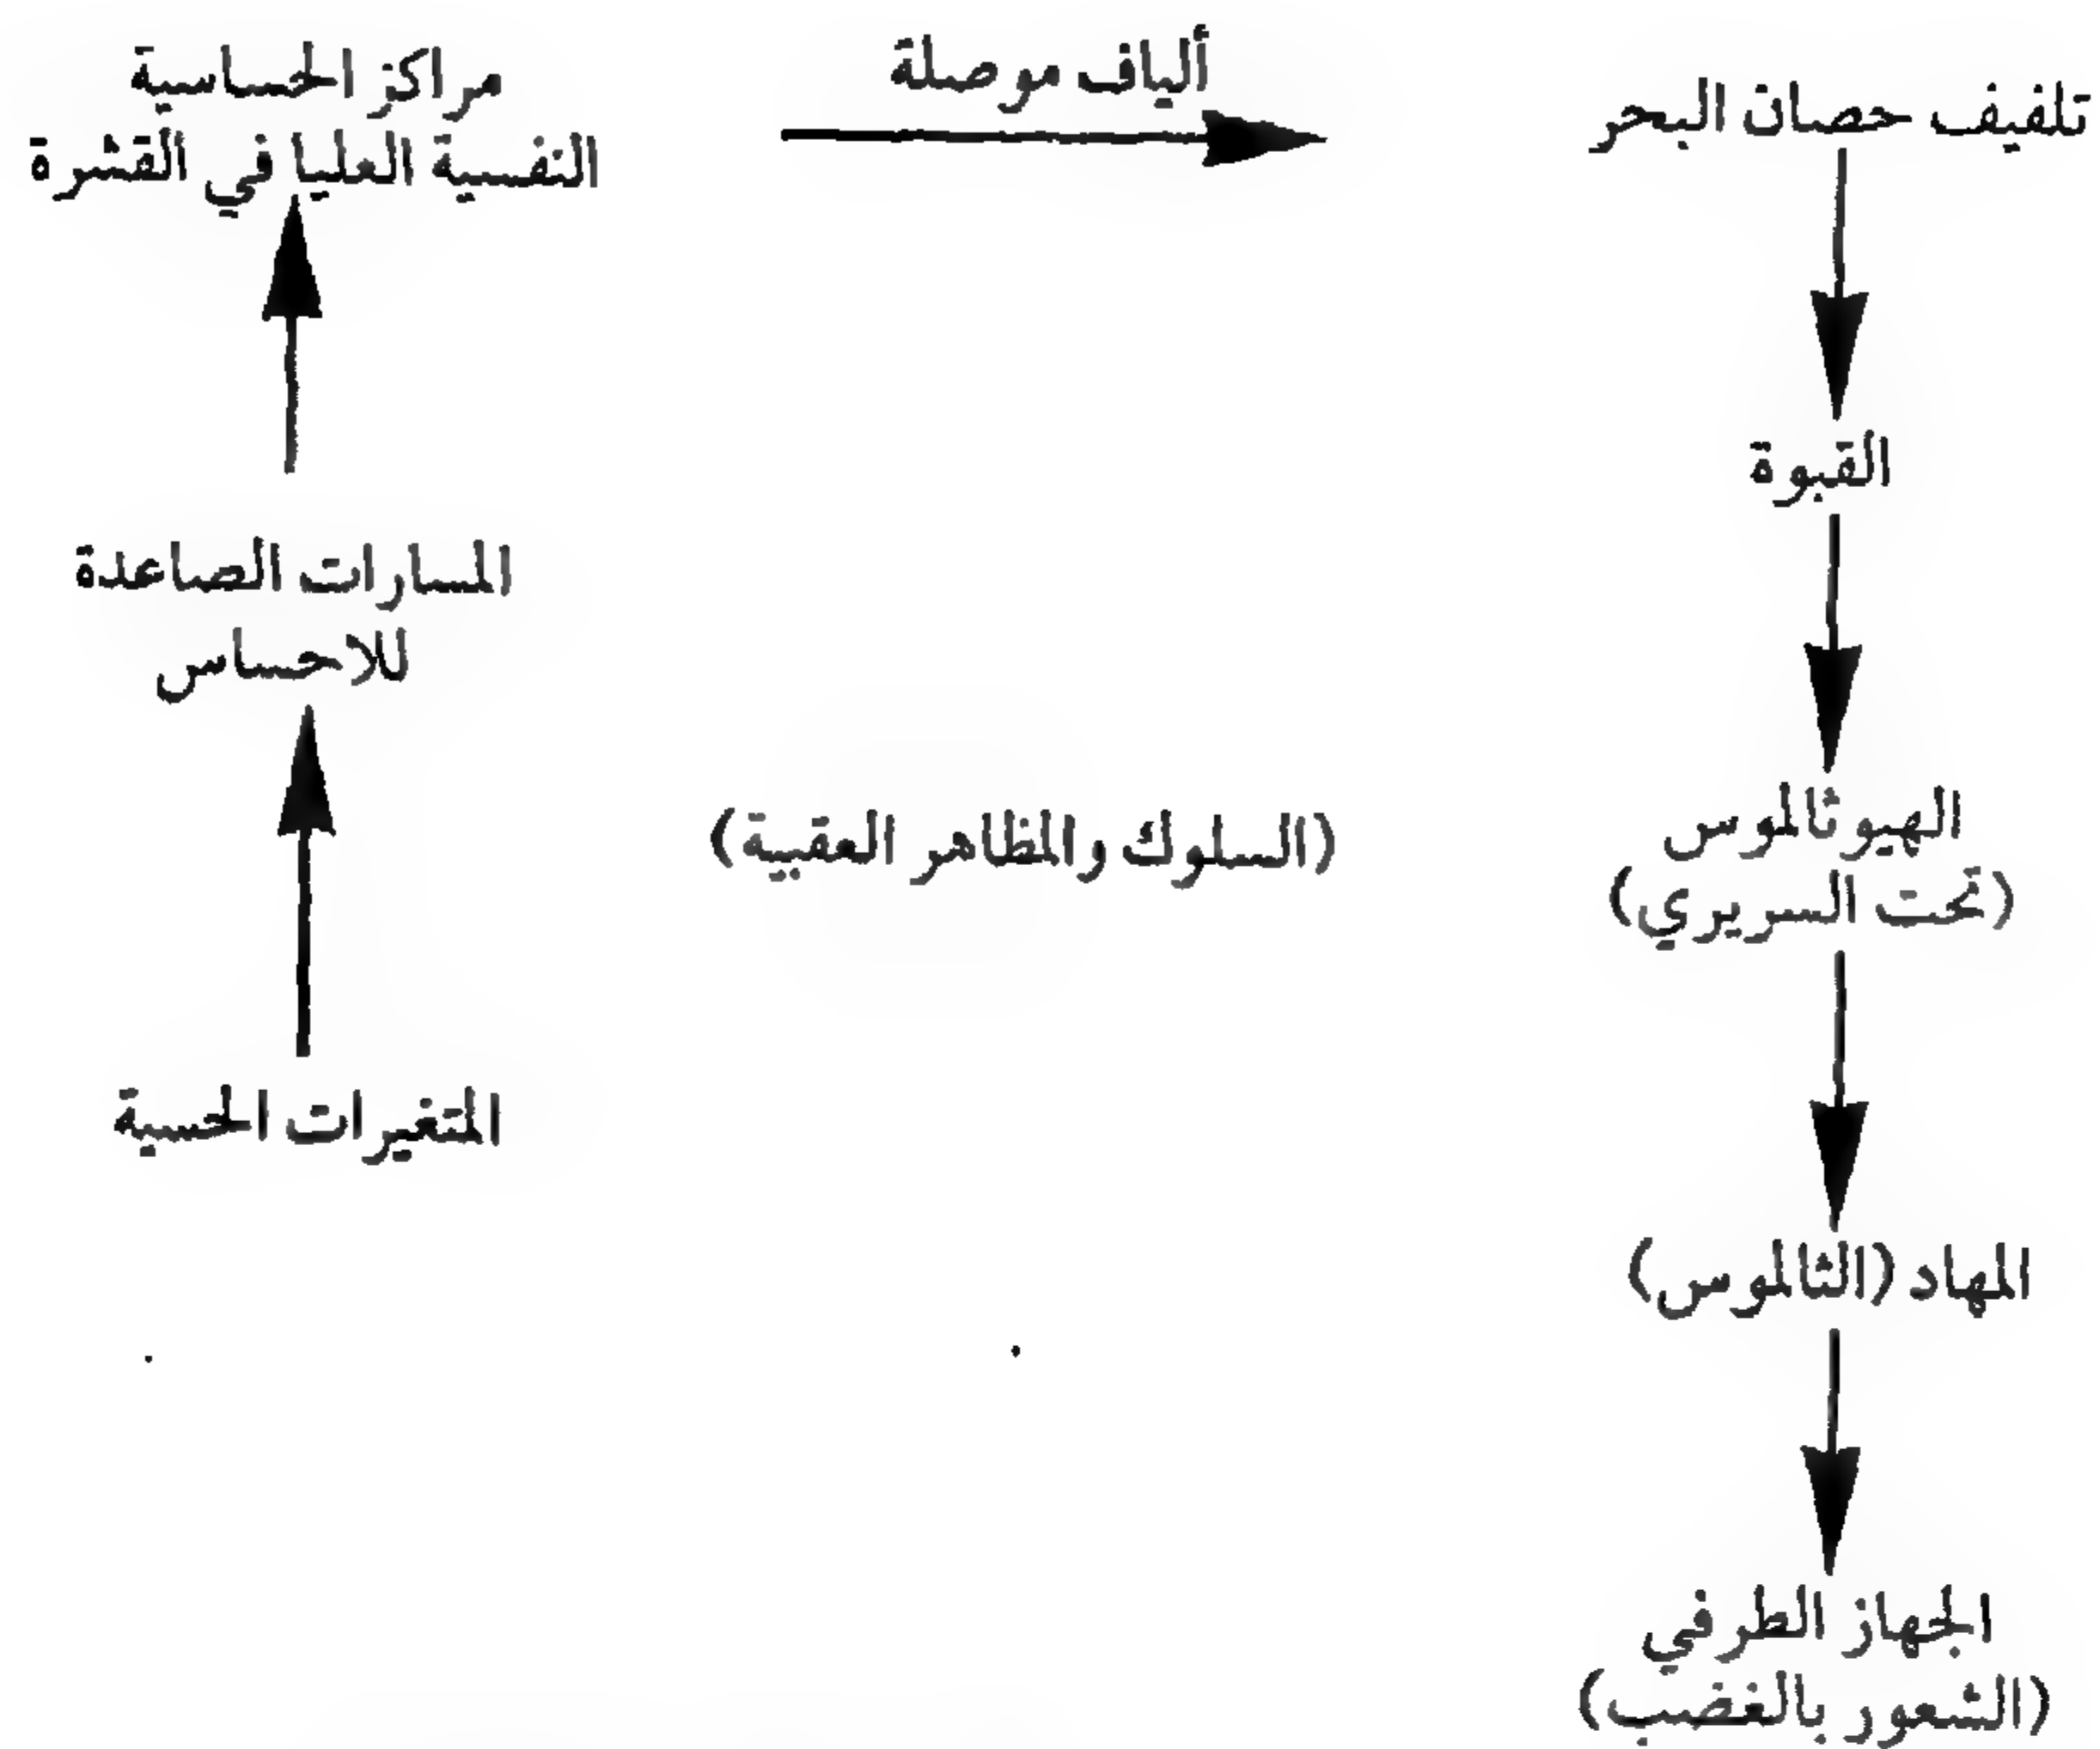 تلفيف حصان البحر
ألياف موصلة
مراكز الحساسية
النفسية العليا في القشرة
القبوة
المسارات الصاعدة
للاحساس
الهيوثالموس
(تحت السريري)
(السلوك والمظاهر العقبية)
المتغيرات الحسية
المهاد (الثالموس)
الجهاز الطرفي
(الشعور بالغضب)